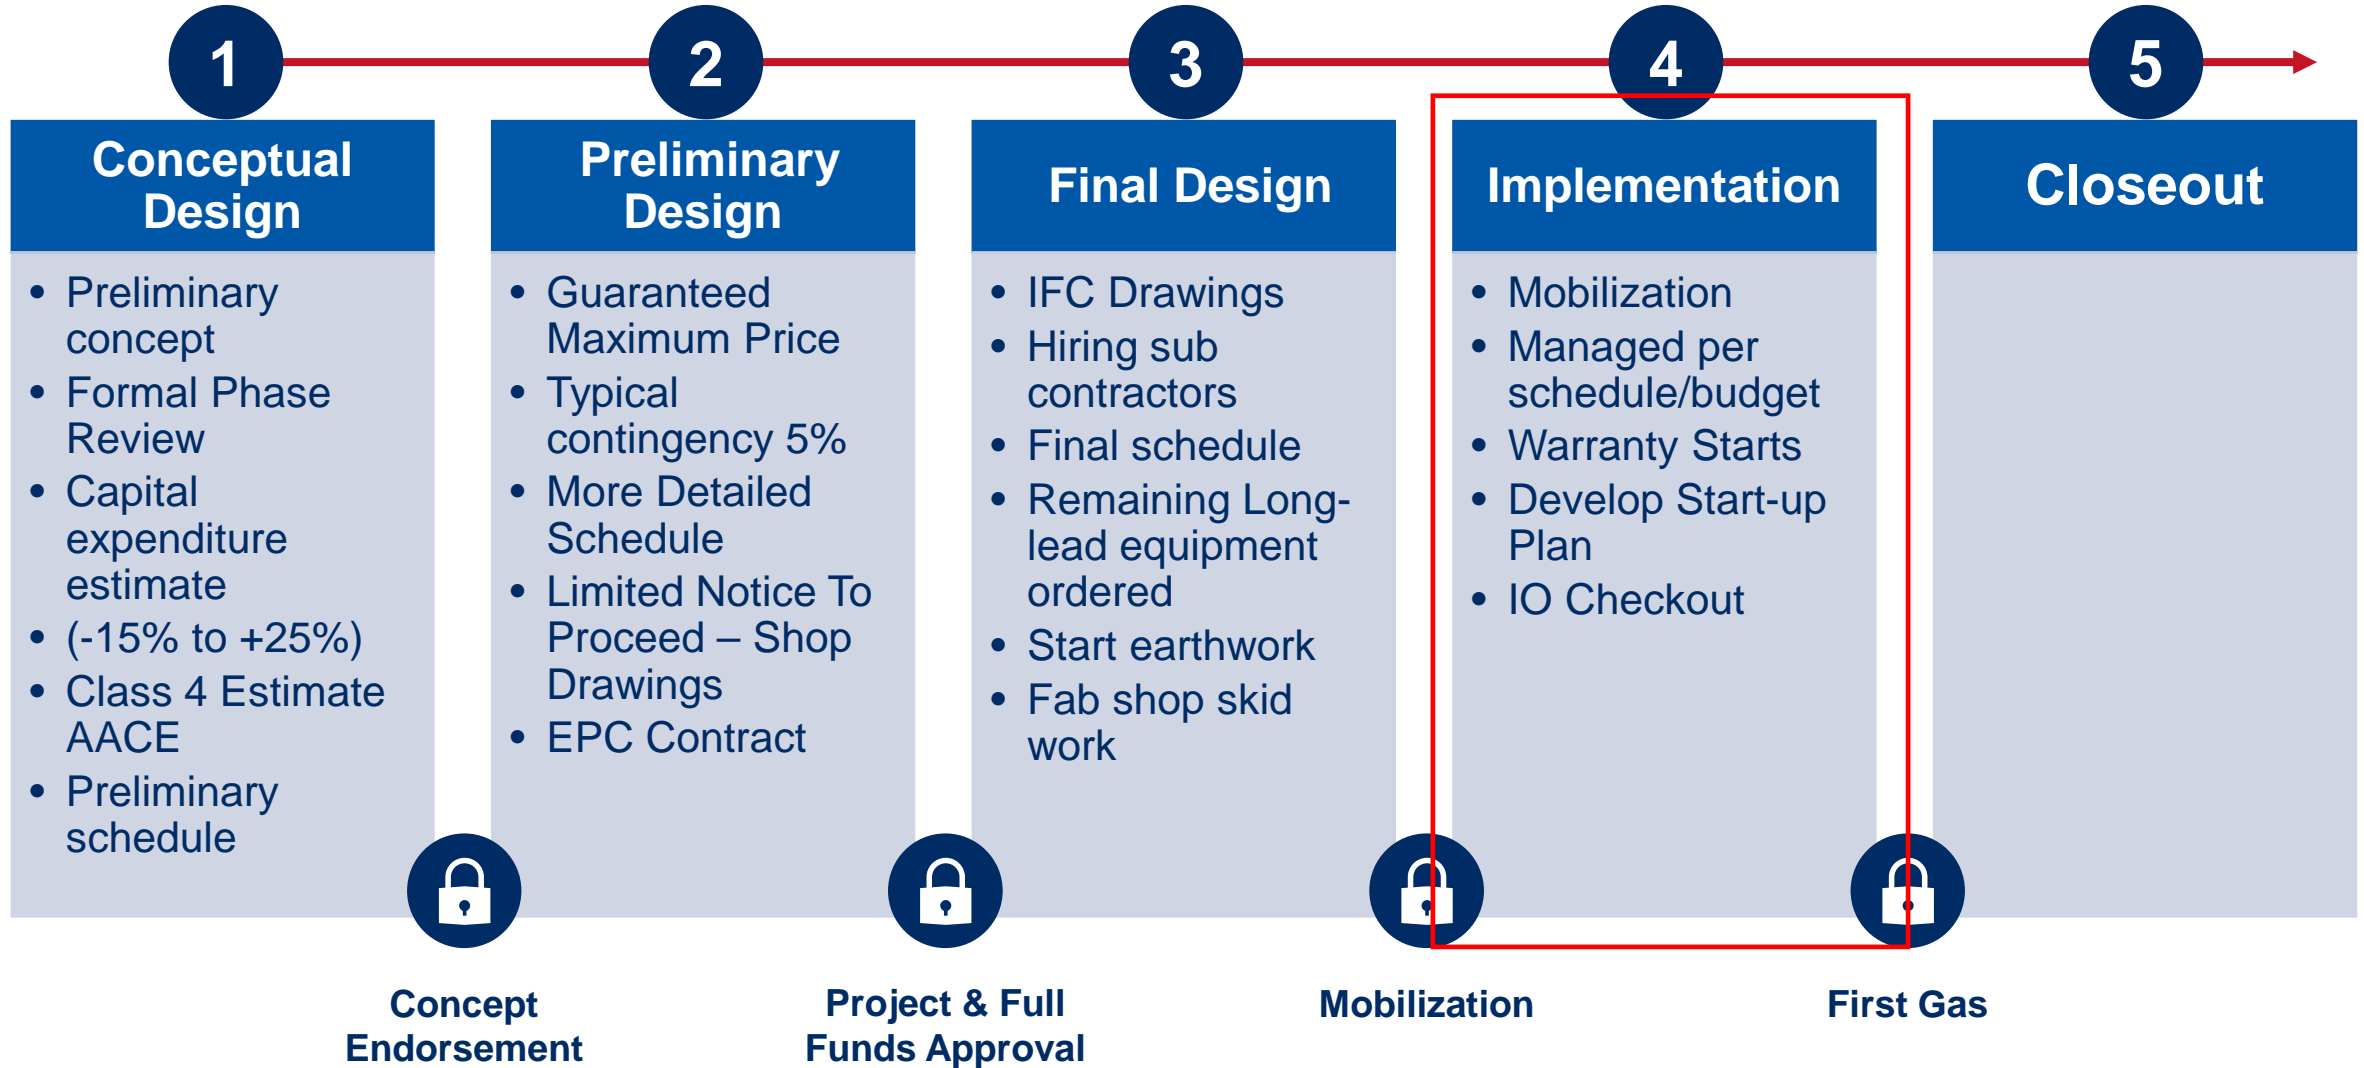 1
2
3
4
5
Conceptual
Design
• Preliminary
concept
• Formal Phase
Review
• Capital
expenditure
estimate
• (-15% to +25%)
• Class 4 Estimate
AACE
• Preliminary
schedule
Preliminary
Design
• Guaranteed
Maximum Price
• Typical
contingency 5%
• More Detailed
Schedule
• Limited Notice To
Proceed – Shop
Drawings
• EPC Contract
Final Design
• IFC Drawings
• Hiring sub
contractors
• Final schedule
• Remaining Long-
lead equipment
ordered
• Start earthwork
• Fab shop skid
work
Implementation
• Mobilization
• Managed per
schedule/budget
• Warranty Starts
• Develop Start-up
Plan
• IO Checkout
Closeout
Concept
Endorsement
Project & Full
Funds Approval
Mobilization
First Gas